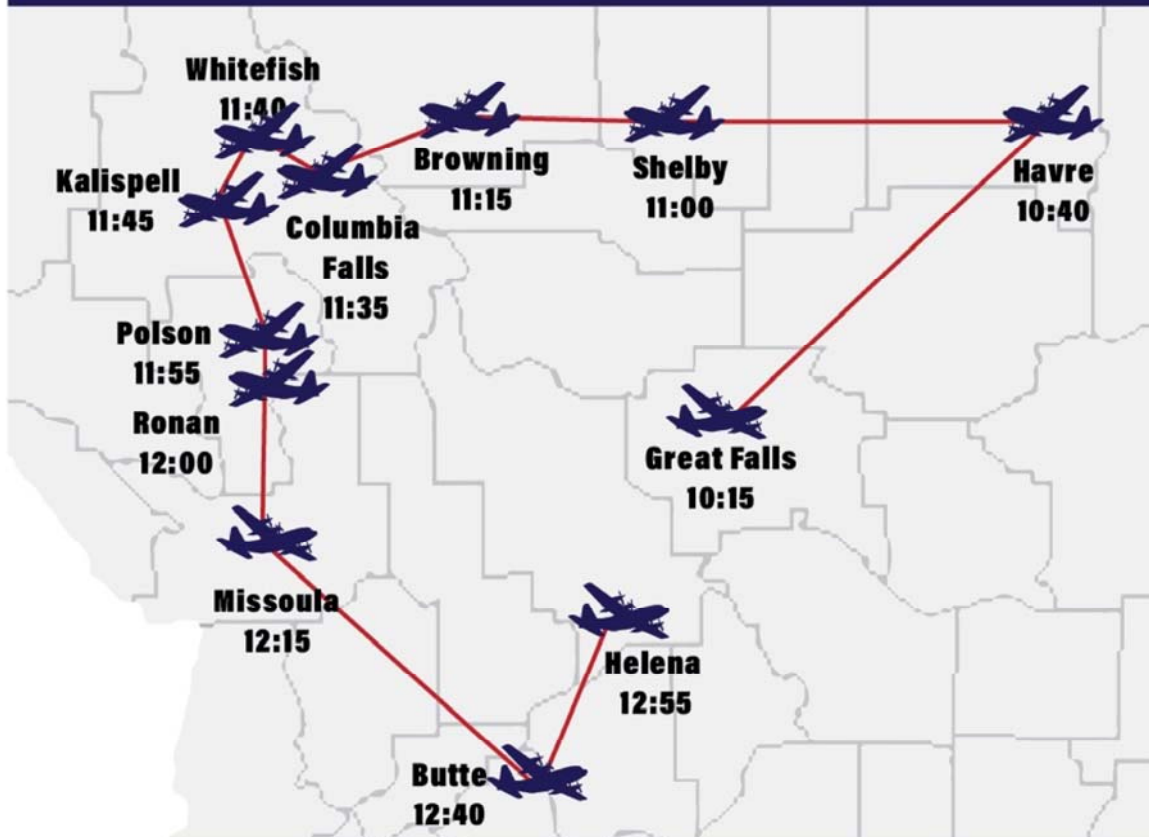 Whitefish
11:40
Kalispell
11:45
Columbia
Falls
11:35
Browning
11:15
Shelby
11:00
Havre
10:40
Polson
11:55
Ronan
12:00
Great Falls
10:15
Missoula
12:15
Helena
12:55
Butte
12:40